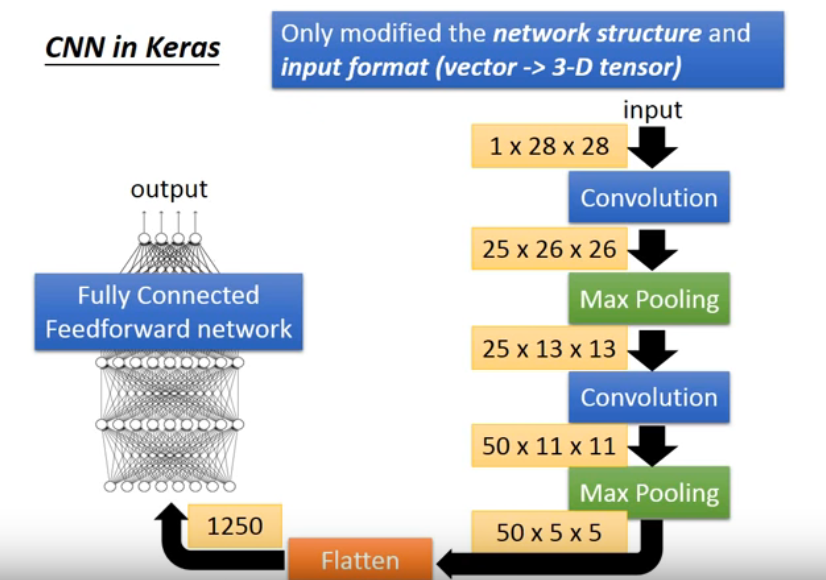 CNN in Keras
Only modified the network structure and
input format (vector -> 3-D tensor)
input
1 x 28 x 28
Convolution
25 x 26 x 26
Max Pooling
25 x 13 x 13
Convolution
50 x 11 x 11
Max Pooling
50 x 5 x 5
Flatten
1250
Fully Connected
Feedforward network
output